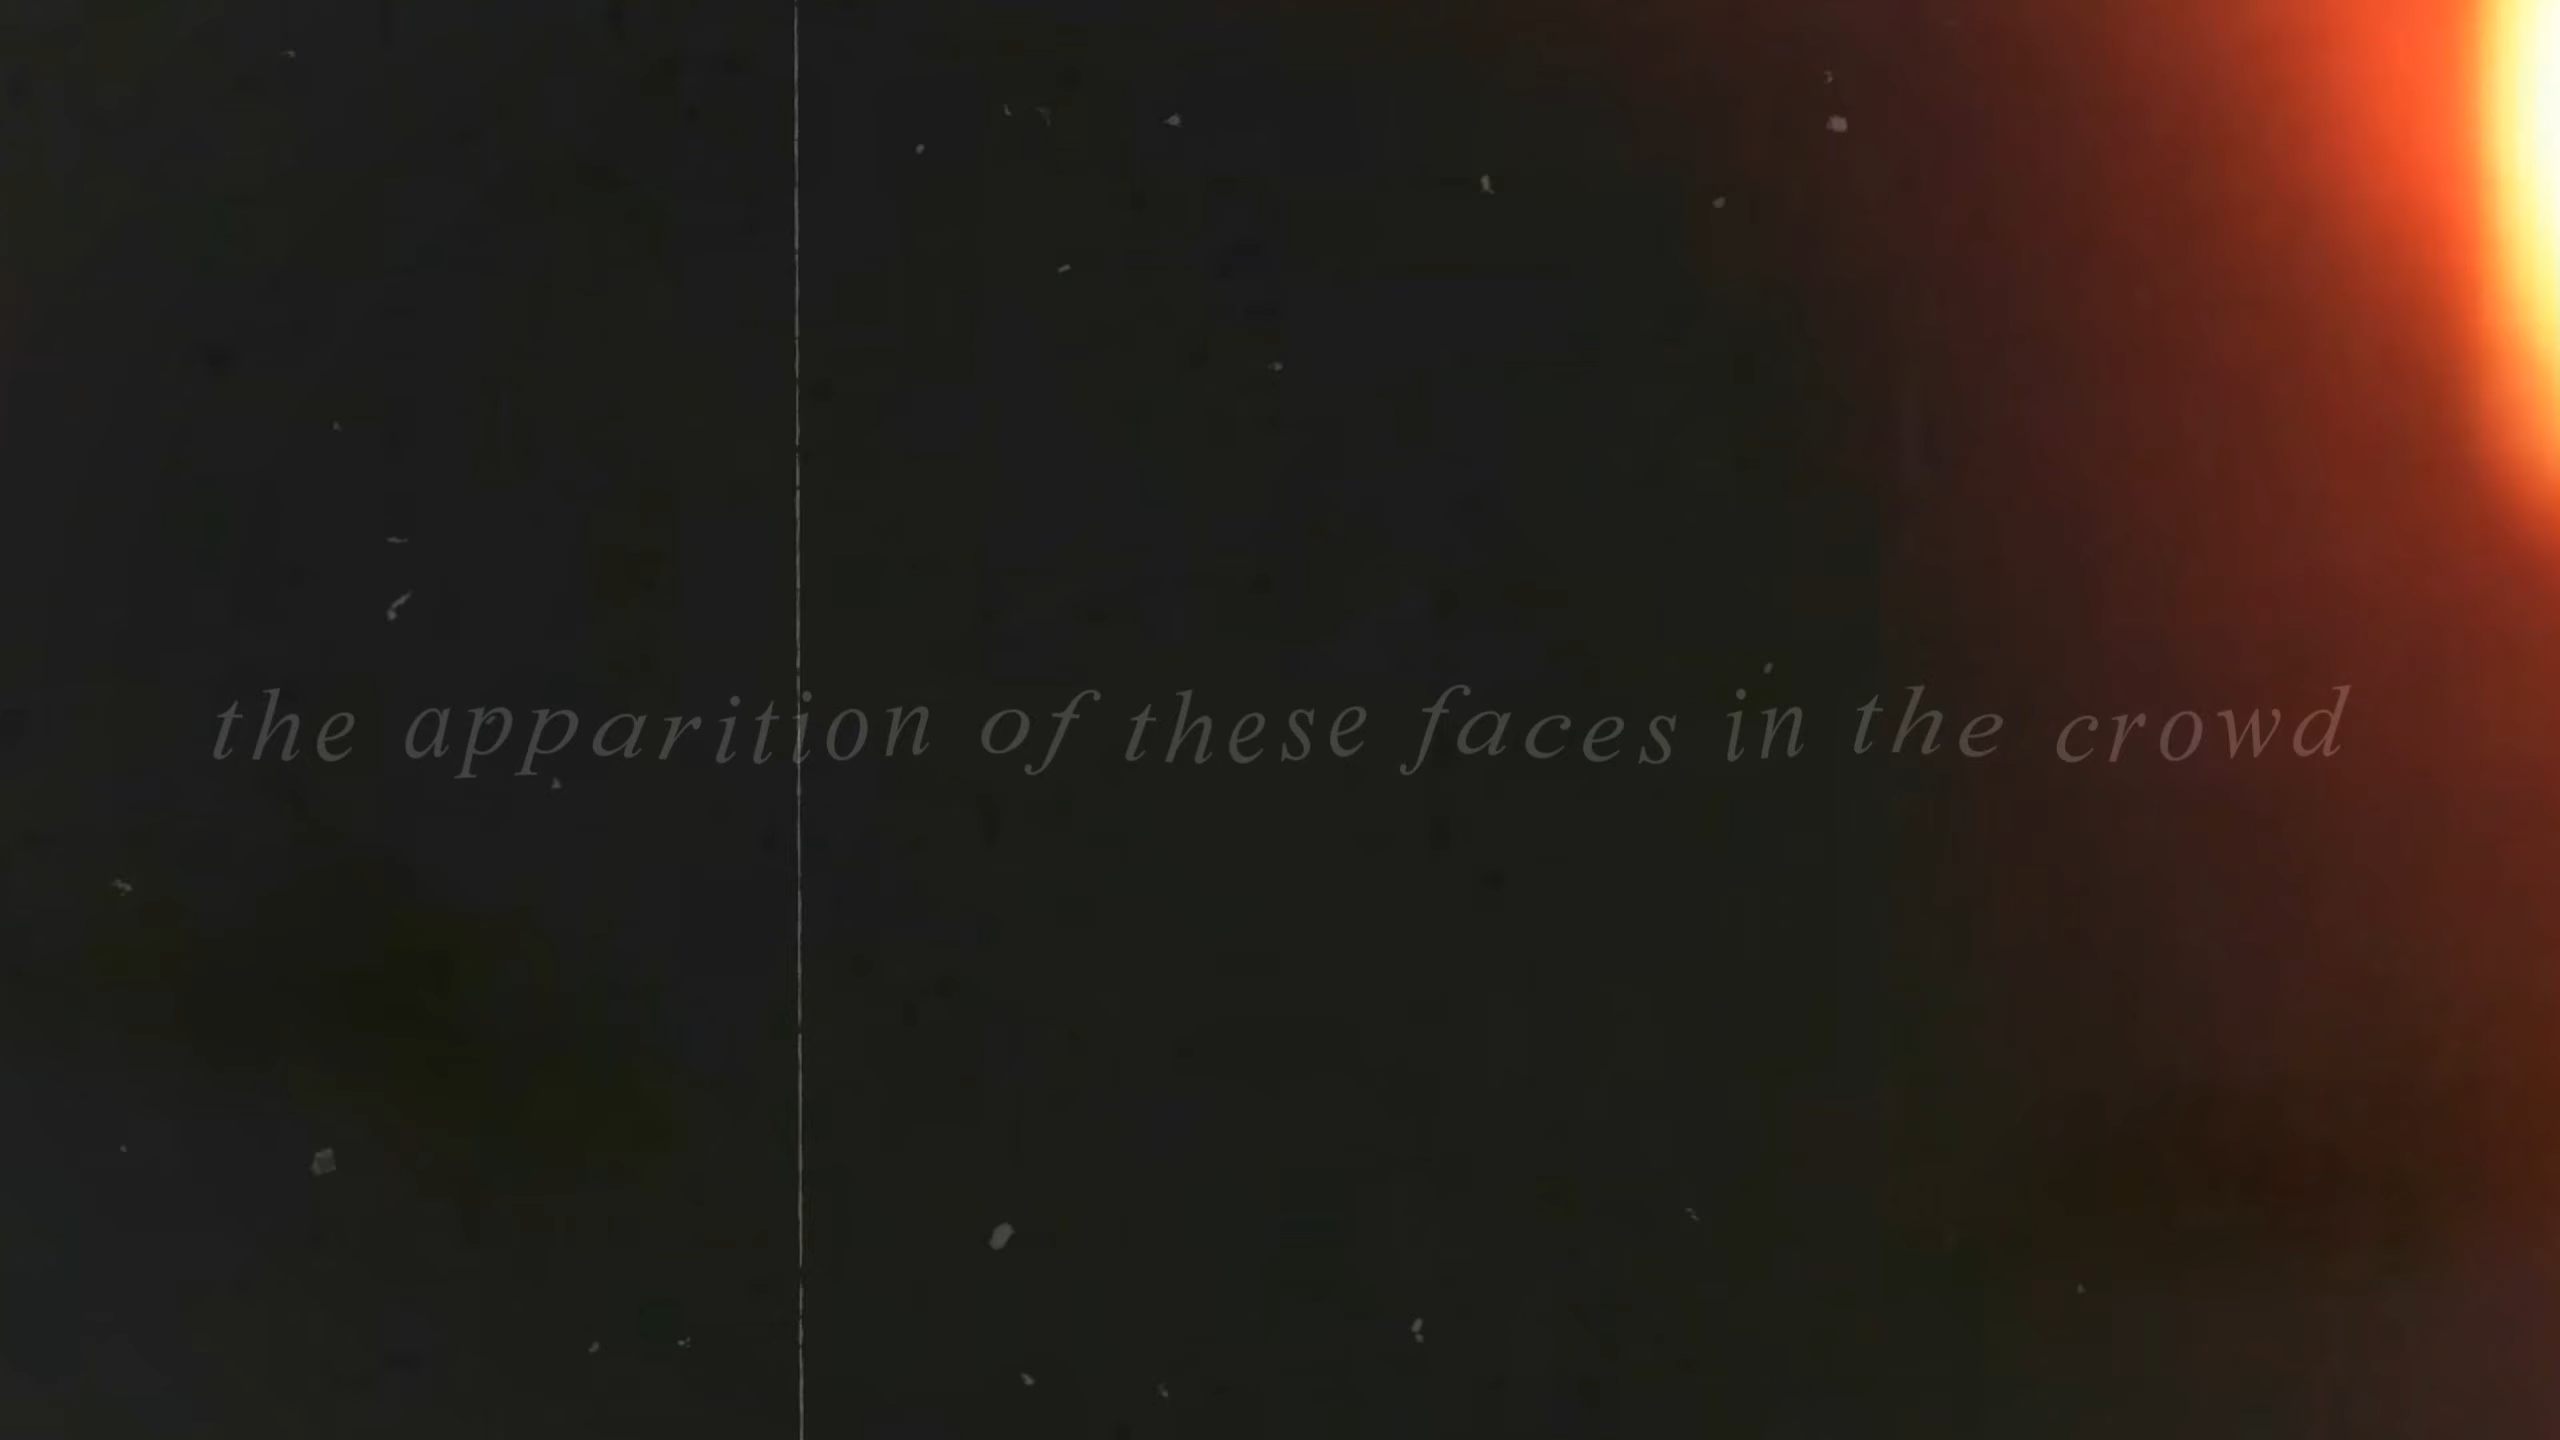 the apparition of these faces in the crowd